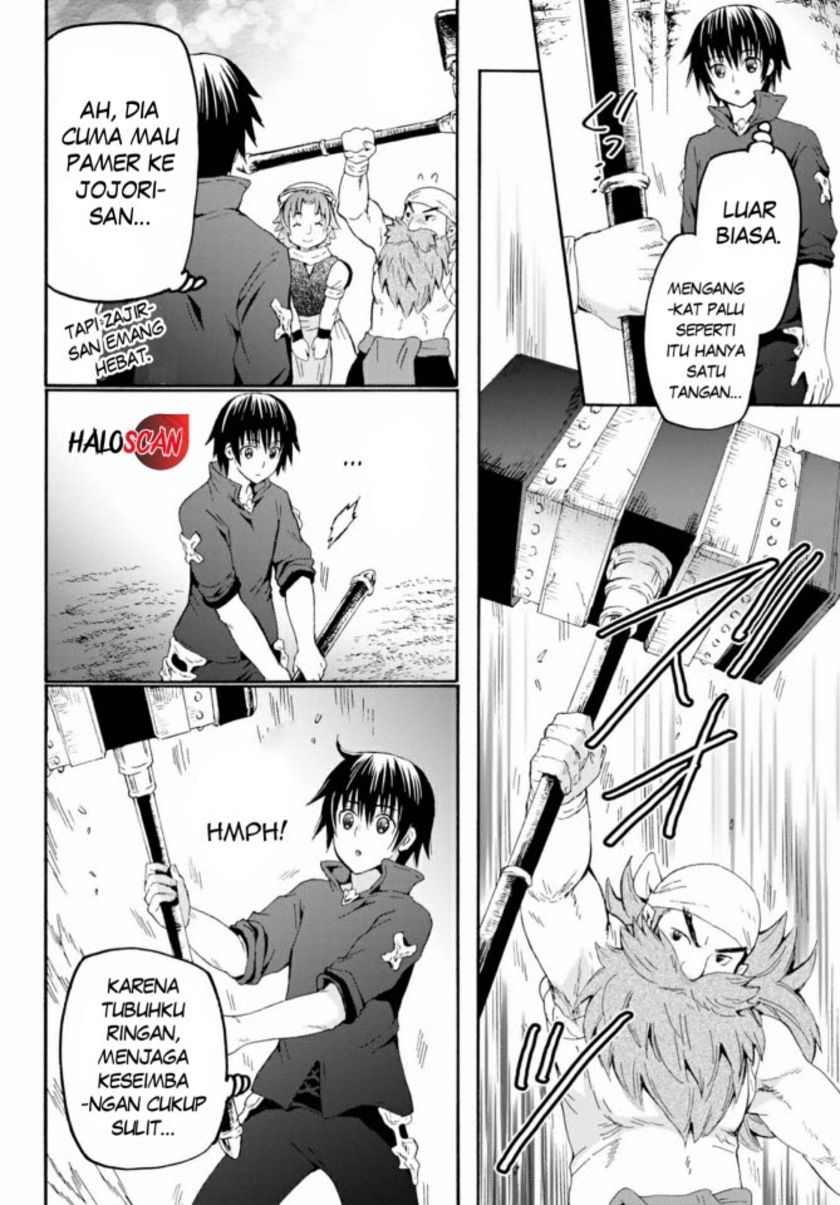 LUAR
BIASA.
MENGANG
-KAT PALU
SEPERTI
ITU HANYA
SATU
TANGAN...
AH, DIA
CUMA MAU
PAMER KE
JOJORI-
SAN...
TAPI ZAJIR-
SAN EMANG
HEBAT.
HALOSCAN
...
HMPH!
KARENA
TUBUHKU
RINGAN,
MENJAGA
KESEIMBA
-NGAN CUKUP
SULIT...